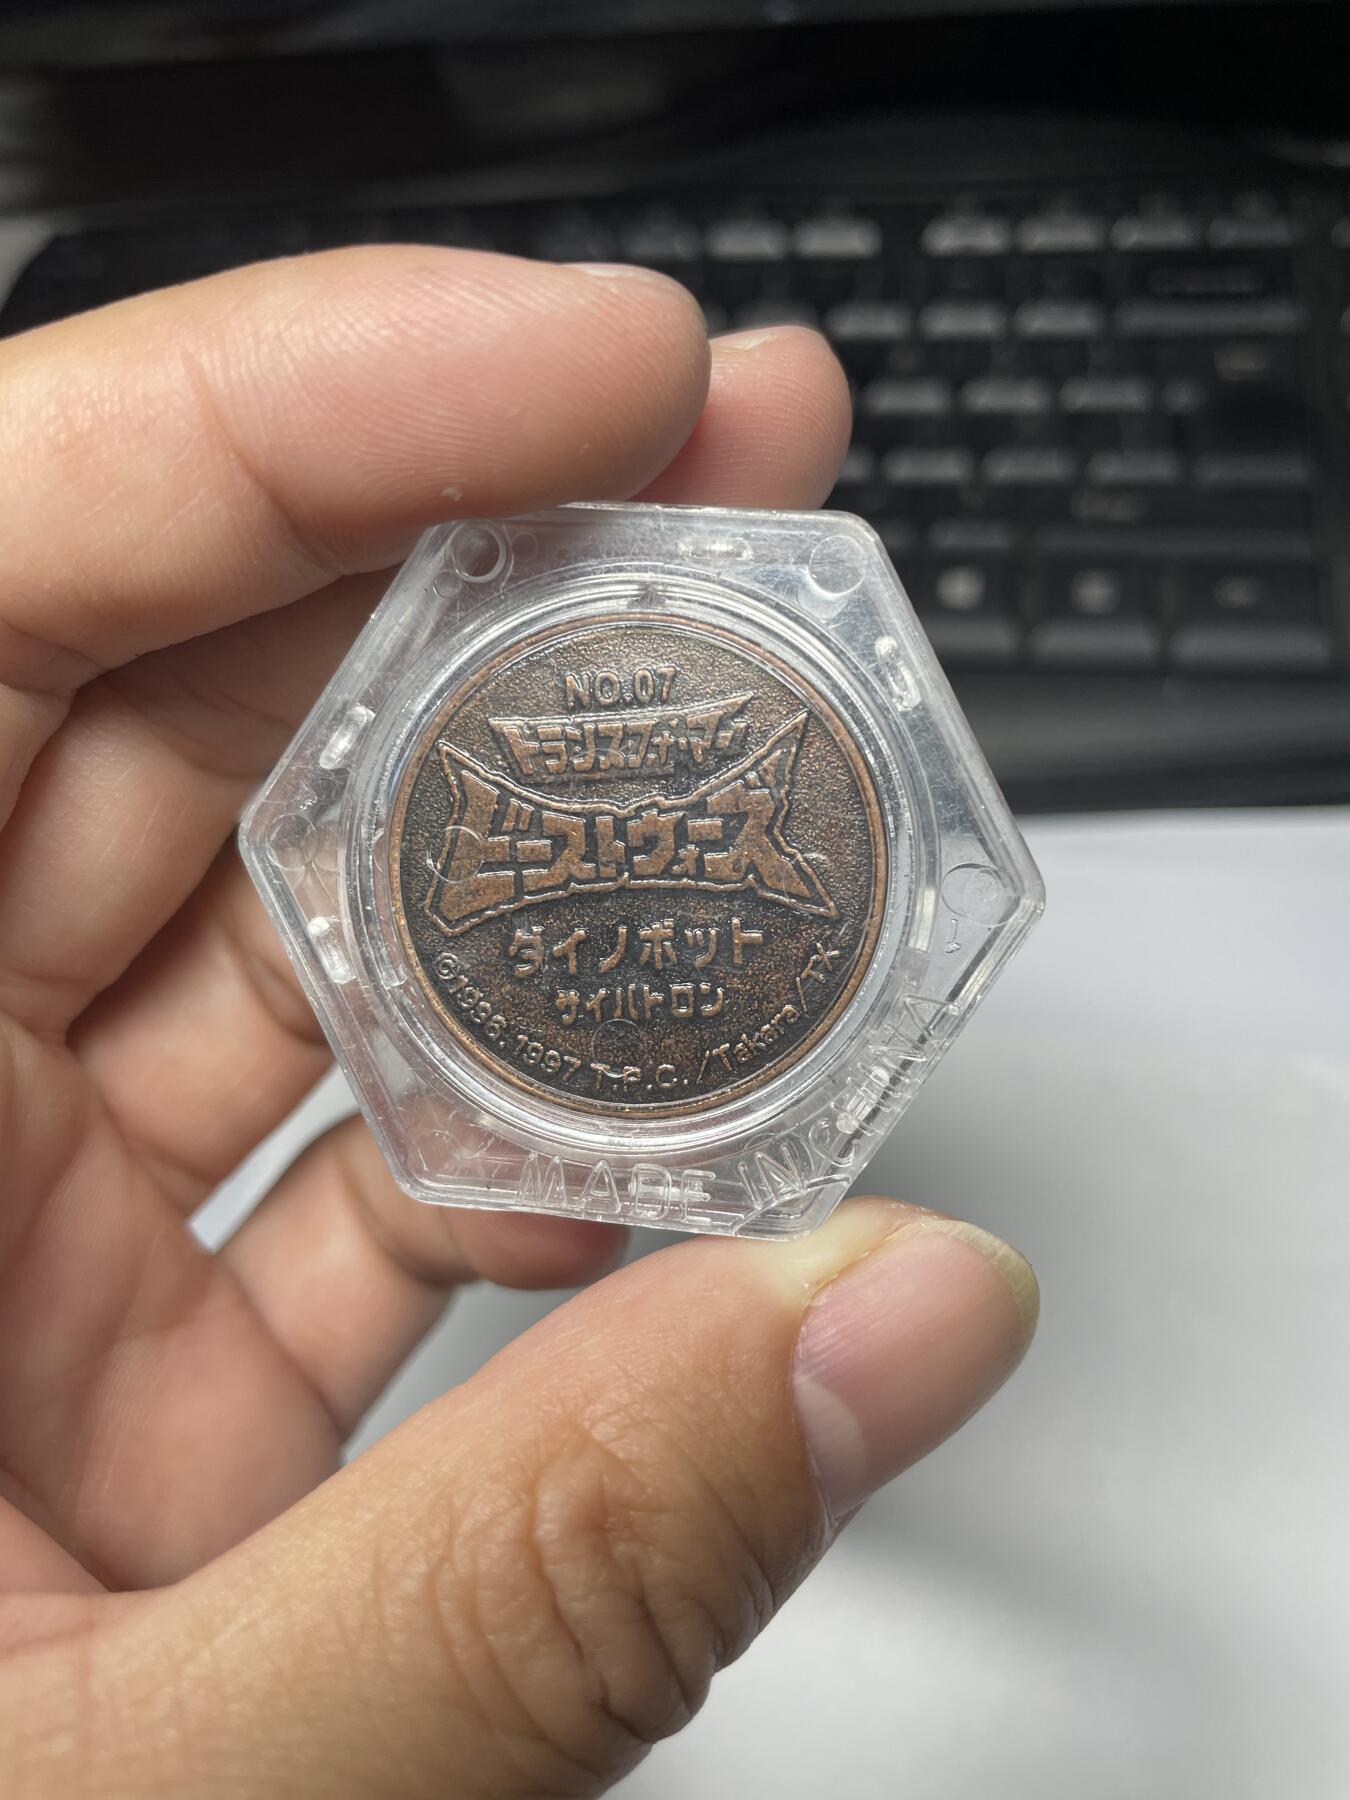 NO.07
トランスフォーマー
ビーストウォーズ
ダイノボット
サイバトロン
©1996, 1997 T.P.C./Takara/TX
MADE IN CHINA